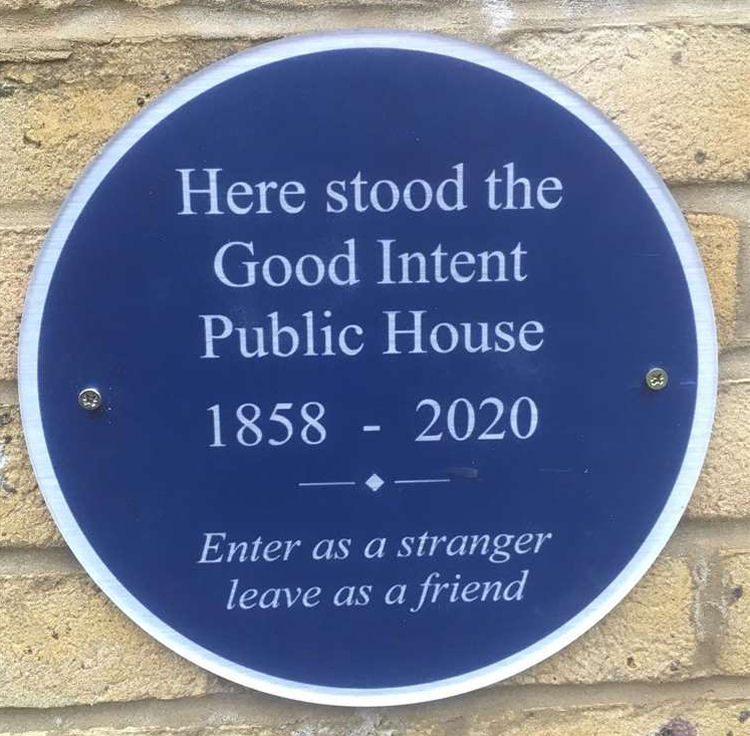 Here stood the
Good Intent
Public House
1858 - 2020
Enter as a stranger
leave as a friend